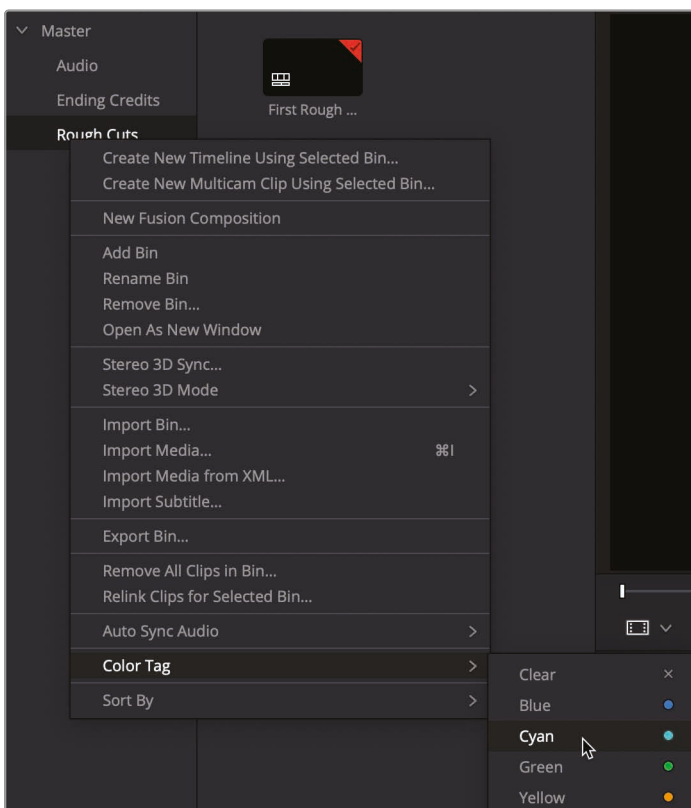 Master
Audio
Ending Credits
Rough Cuts
First Rough ...
Create New Timeline Using Selected Bin...
Create New Multicam Clip Using Selected Bin...
New Fusion Composition
Add Bin
Rename Bin
Remove Bin...
Open As New Window
Stereo 3D Sync...
Stereo 3D Mode
Import Bin...
Import Media... ⌘I
Import Media from XML...
Import Subtitle...
Export Bin...
Remove All Clips in Bin...
Relink Clips for Selected Bin...
Auto Sync Audio
Color Tag
Sort By
Clear
Blue
Cyan
Green
Yellow